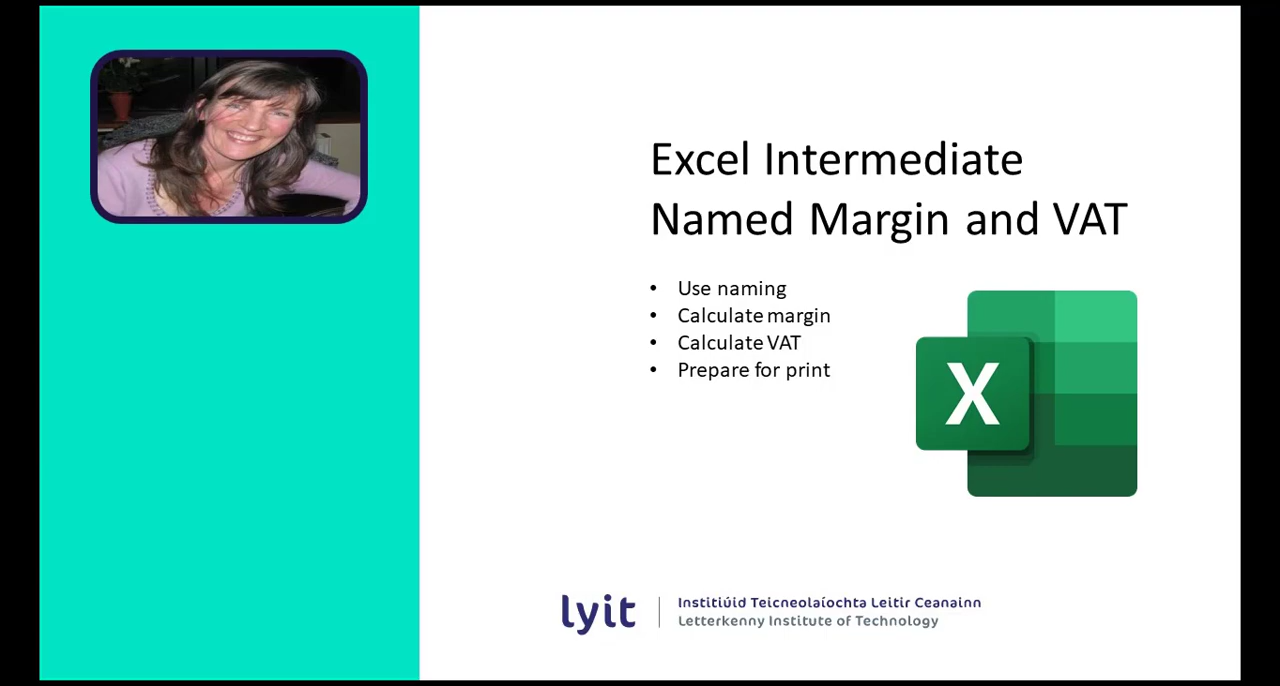 Excel Intermediate
Named Margin and VAT
• Use naming
• Calculate margin
• Calculate VAT
• Prepare for print
X
lyit
Institiúid Teicneolaíochta Leitir Ceanainn
Letterkenny Institute of Technology